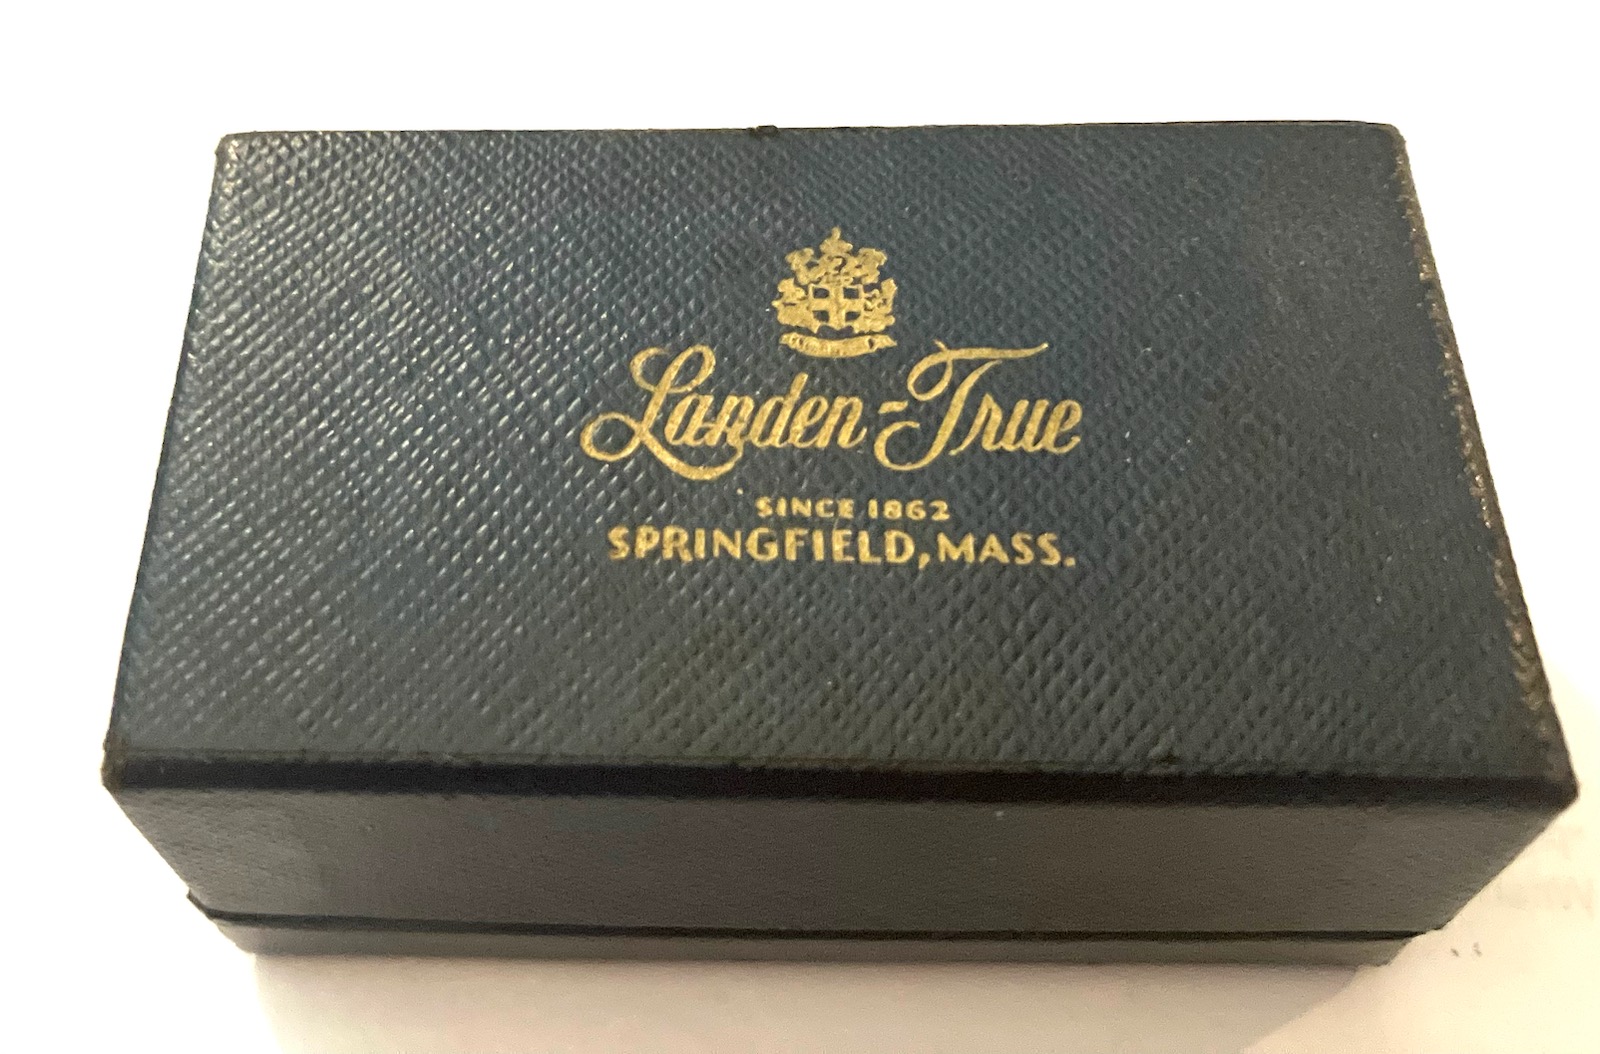 Landen-True
SINCE 1862
SPRINGFIELD, MASS.